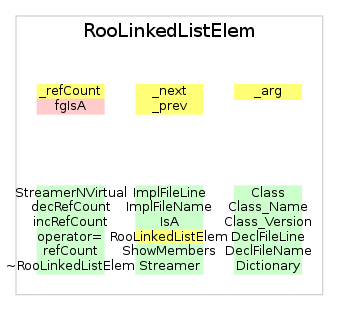 RooLinkedListElem
_refCount _next _arg
fgIsA _prev
StreamerNVirtual ImplFileLine Class
decRefCount ImplFileName Class_Name
incRefCount IsA Class_Version
operator= RooLinkedListElem DeclFileLine
refCount ShowMembers DeclFileName
~RooLinkedListElem Streamer Dictionary